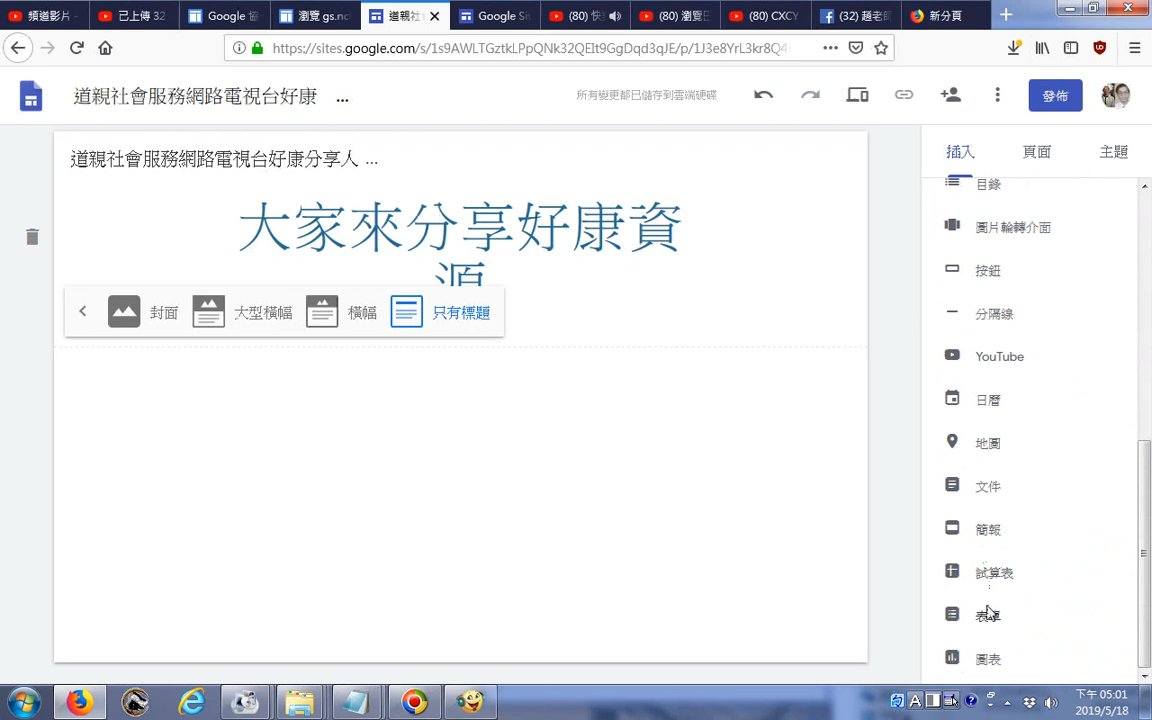 頻道影片 -
已上傳 32
Google 協
瀏覽 gs.nc
道親社
Google Si
(80) 快
(80) 瀏覽E
(80) CXCY
(32) 趙老師
新分頁
https://sites.google.com/s/1s9AWLTGztkLPpQNk32QEIt9GgDqd3qJE/p/1J3e8YrL3kr8Q4
道親社會服務網路電視台好康 ...
所有變更都已儲存到雲端硬碟
發佈
道親社會服務網路電視台好康分享人 ...
插入
頁面
主題
大家來分享好康資
源
封面
大型橫幅
橫幅
只有標題
目錄
圖片輪轉介面
按鈕
分隔線
YouTube
日曆
地圖
文件
簡報
試算表
表單
圖表
下午 05:01
2019/5/18